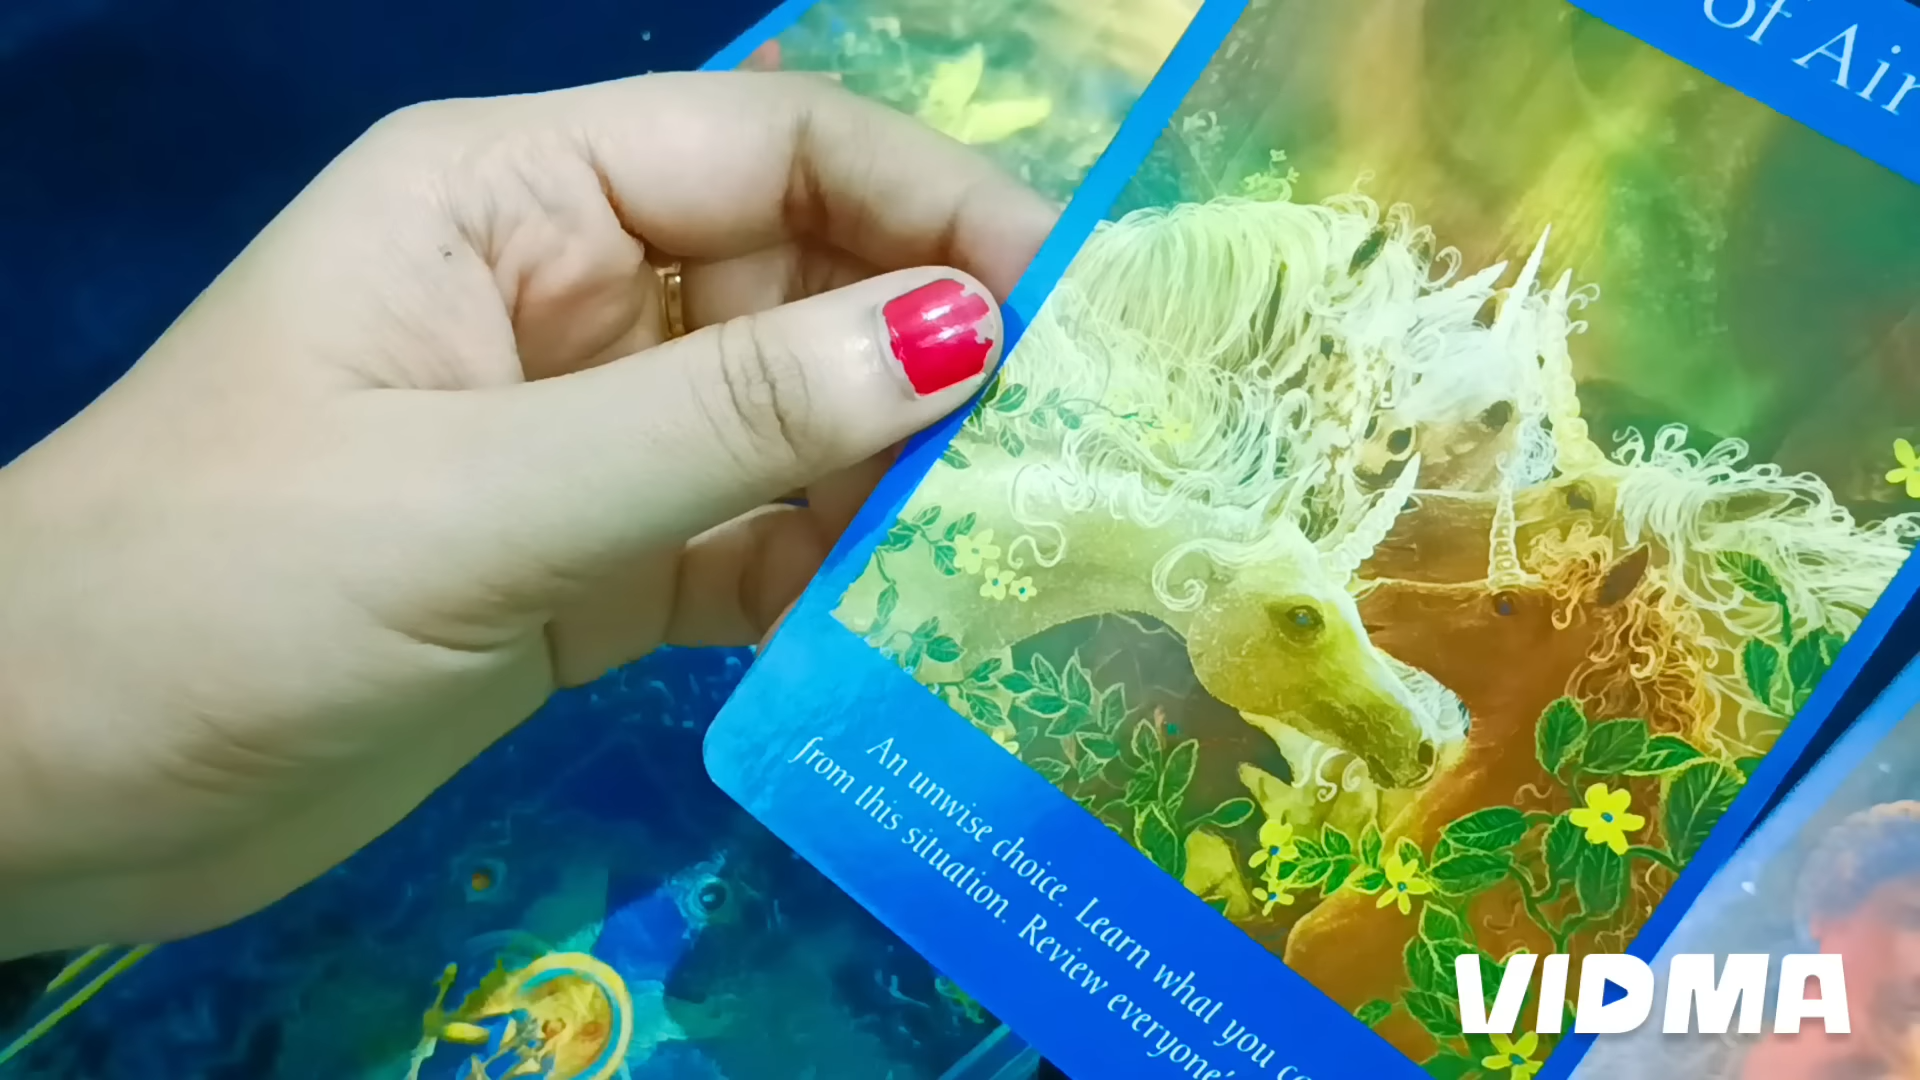 of Air
An unwise choice. Learn what you
from this situation. Review everyone'
VIDMA